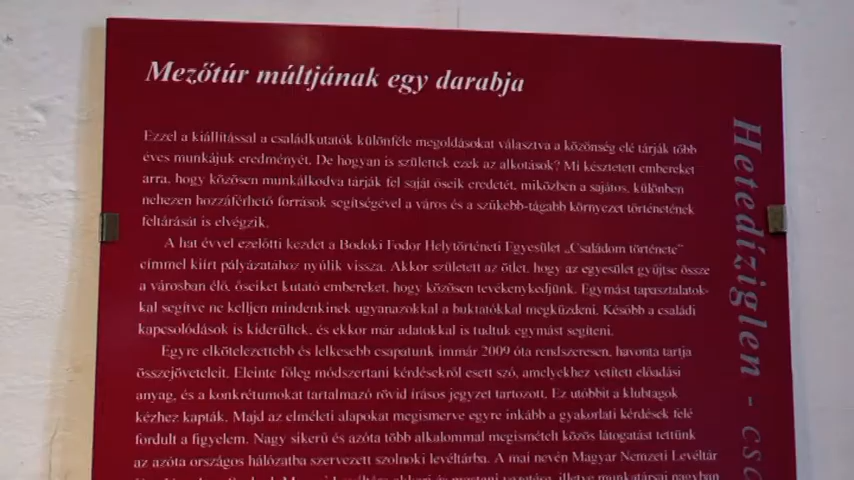 Mezőtúr múltjának egy darabja
Ezzel a kiállítással a családkutatók különféle megoldásokat választva a közönség elé tárják több
éves munkájuk eredményét. De hogyan is születtek ezek az alkotások? Mi késztetett embereket
arra, hogy közösen munkálkodva tárják fel saját őseik eredetét, miközben a sajátos, különben
nehezen hozzáférhető források segítségével a város és a szűkebb-tágabb környezet történetének
feltárását is elvégzik.
A hat évvel ezelőtti kezdet a Bodoki Fodor Helytörténeti Egyesület „Családom története”
címmel kiírt pályázatához nyúlik vissza. Akkor született az ötlet, hogy az egyesület gyűjtse össze
a városban élő, őseiket kutató embereket, hogy közösen tevékenykedjünk. Egymást tapasztalatok-
kal segítve ne kelljen mindenkinek ugyanazokkal a buktatókkal megküzdeni. Később a családi
kapcsolódások is kiderültek, és ekkor már adatokkal is tudtuk egymást segíteni.
Egyre elkötelezettebb és lelkesebb csapatunk immár 2009 óta rendszeresen, havonta tartja
összejöveteleit. Eleinte főleg módszertani kérdésekről esett szó, amelyekhez vetített előadási
anyag, és a konkrétumokat tartalmazó rövid írásos jegyzet tartozott. Ez utóbbit a klubtagok
kézhez kapták. Majd az elméleti alapokat megismerve egyre inkább a gyakorlati kérdések felé
fordult a figyelem. Nagy sikerű és azóta több alkalommal megismételt közös látogatást tettünk
az azóta országos hálózatba szervezett szolnoki levéltárba. A mai nevén Magyar Nemzeti Levéltár
Hetedíziglen - csa